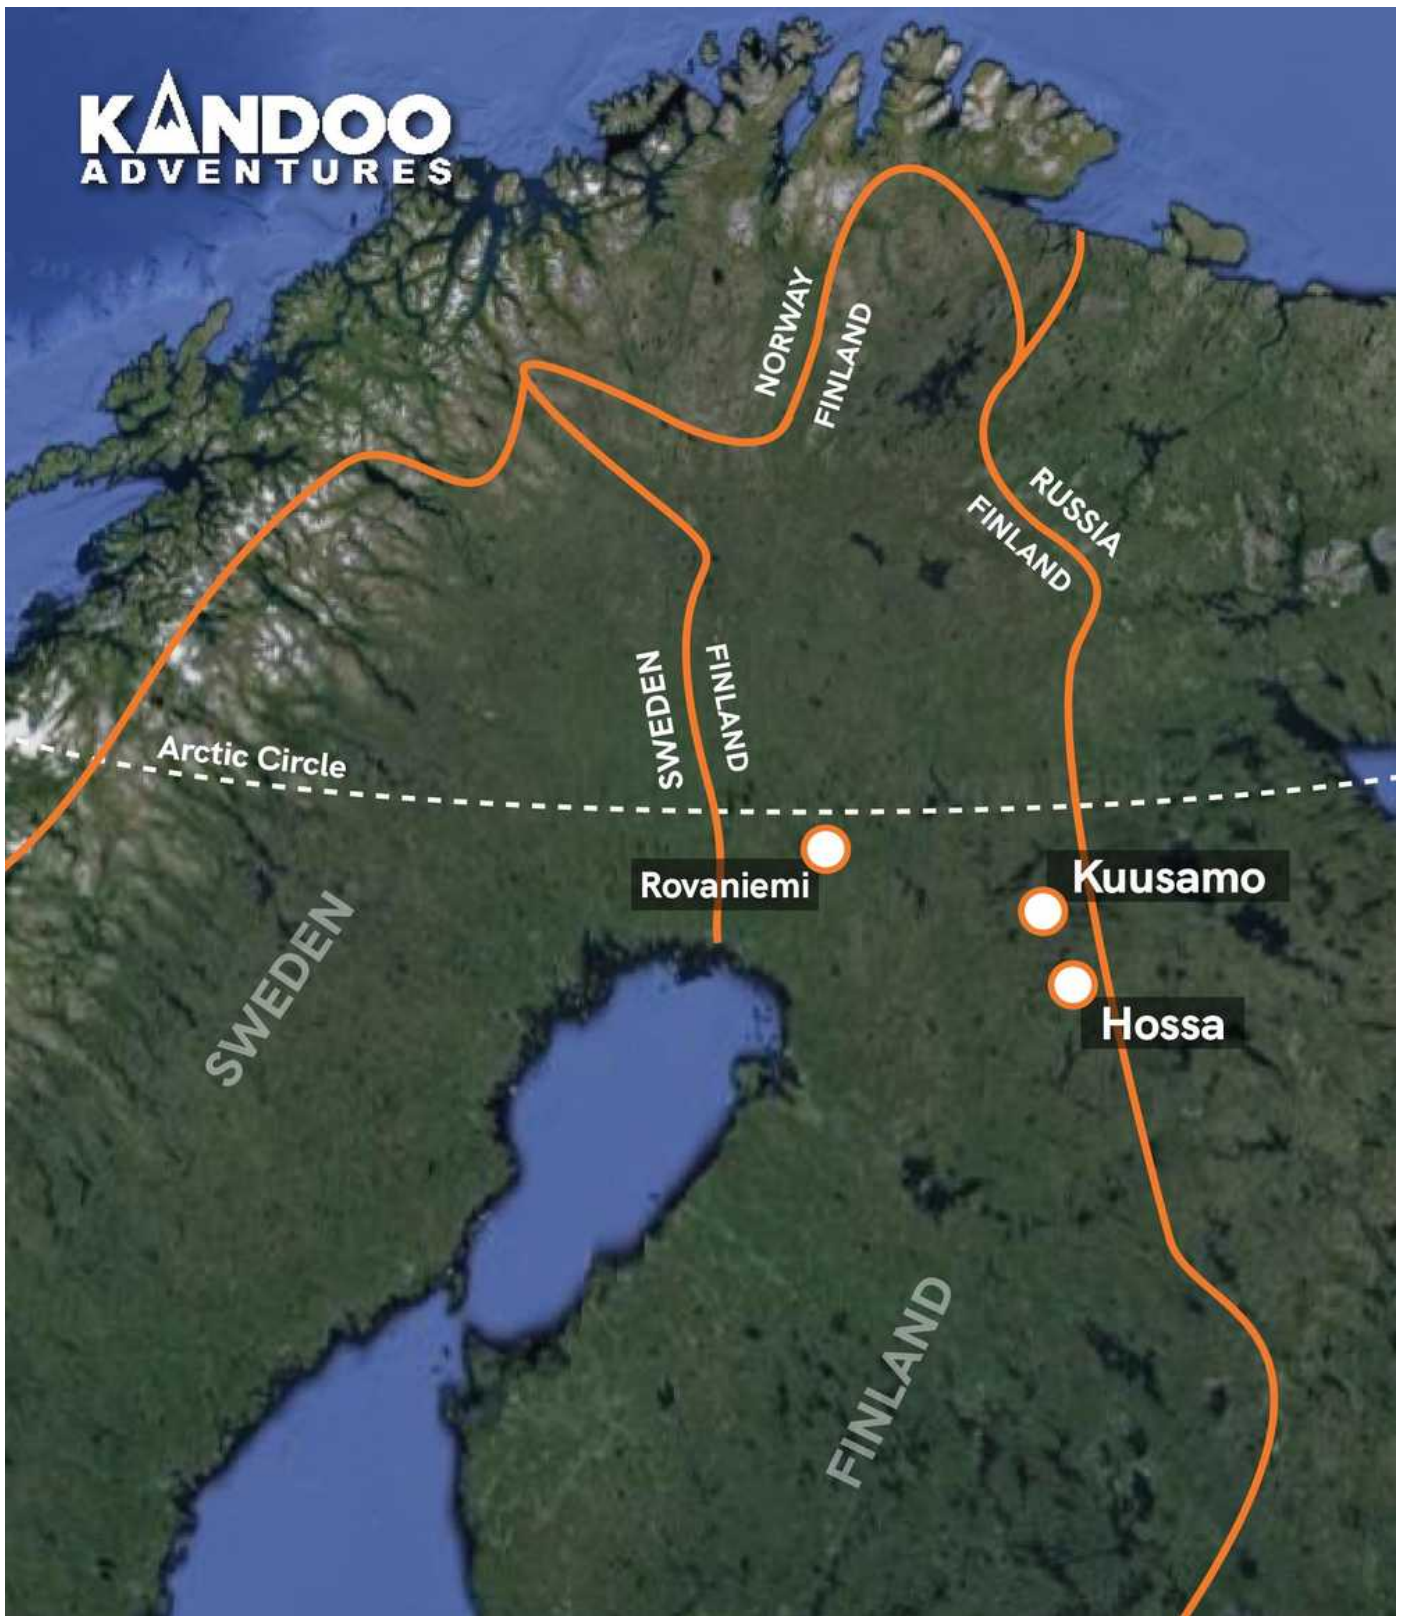 KANDOO
ADVENTURES
NORWAY
FINLAND
RUSSIA
FINLAND
SWEDEN
FINLAND
Arctic Circle
Rovaniemi
Kuusamo
SWEDEN
Hossa
FINLAND